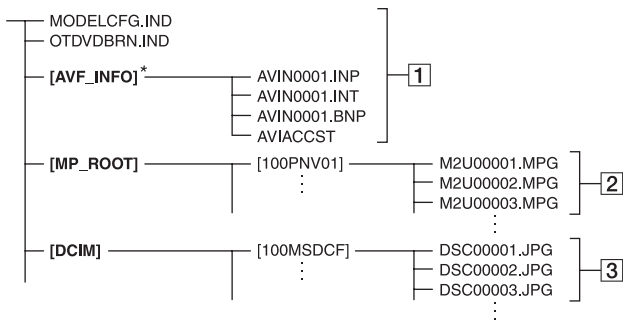 MODELCFG.IND
OTDVDBRN.IND
[AVF_INFO]* AVIN0001.INP
AVIN0001.INT
AVIN0001.BNP
AVIACCST
1
[MP_ROOT] [100PNV01] M2U00001.MPG
M2U00002.MPG
M2U00003.MPG
2
[DCIM] [100MSDCF] DSC00001.JPG
DSC00002.JPG
DSC00003.JPG
3